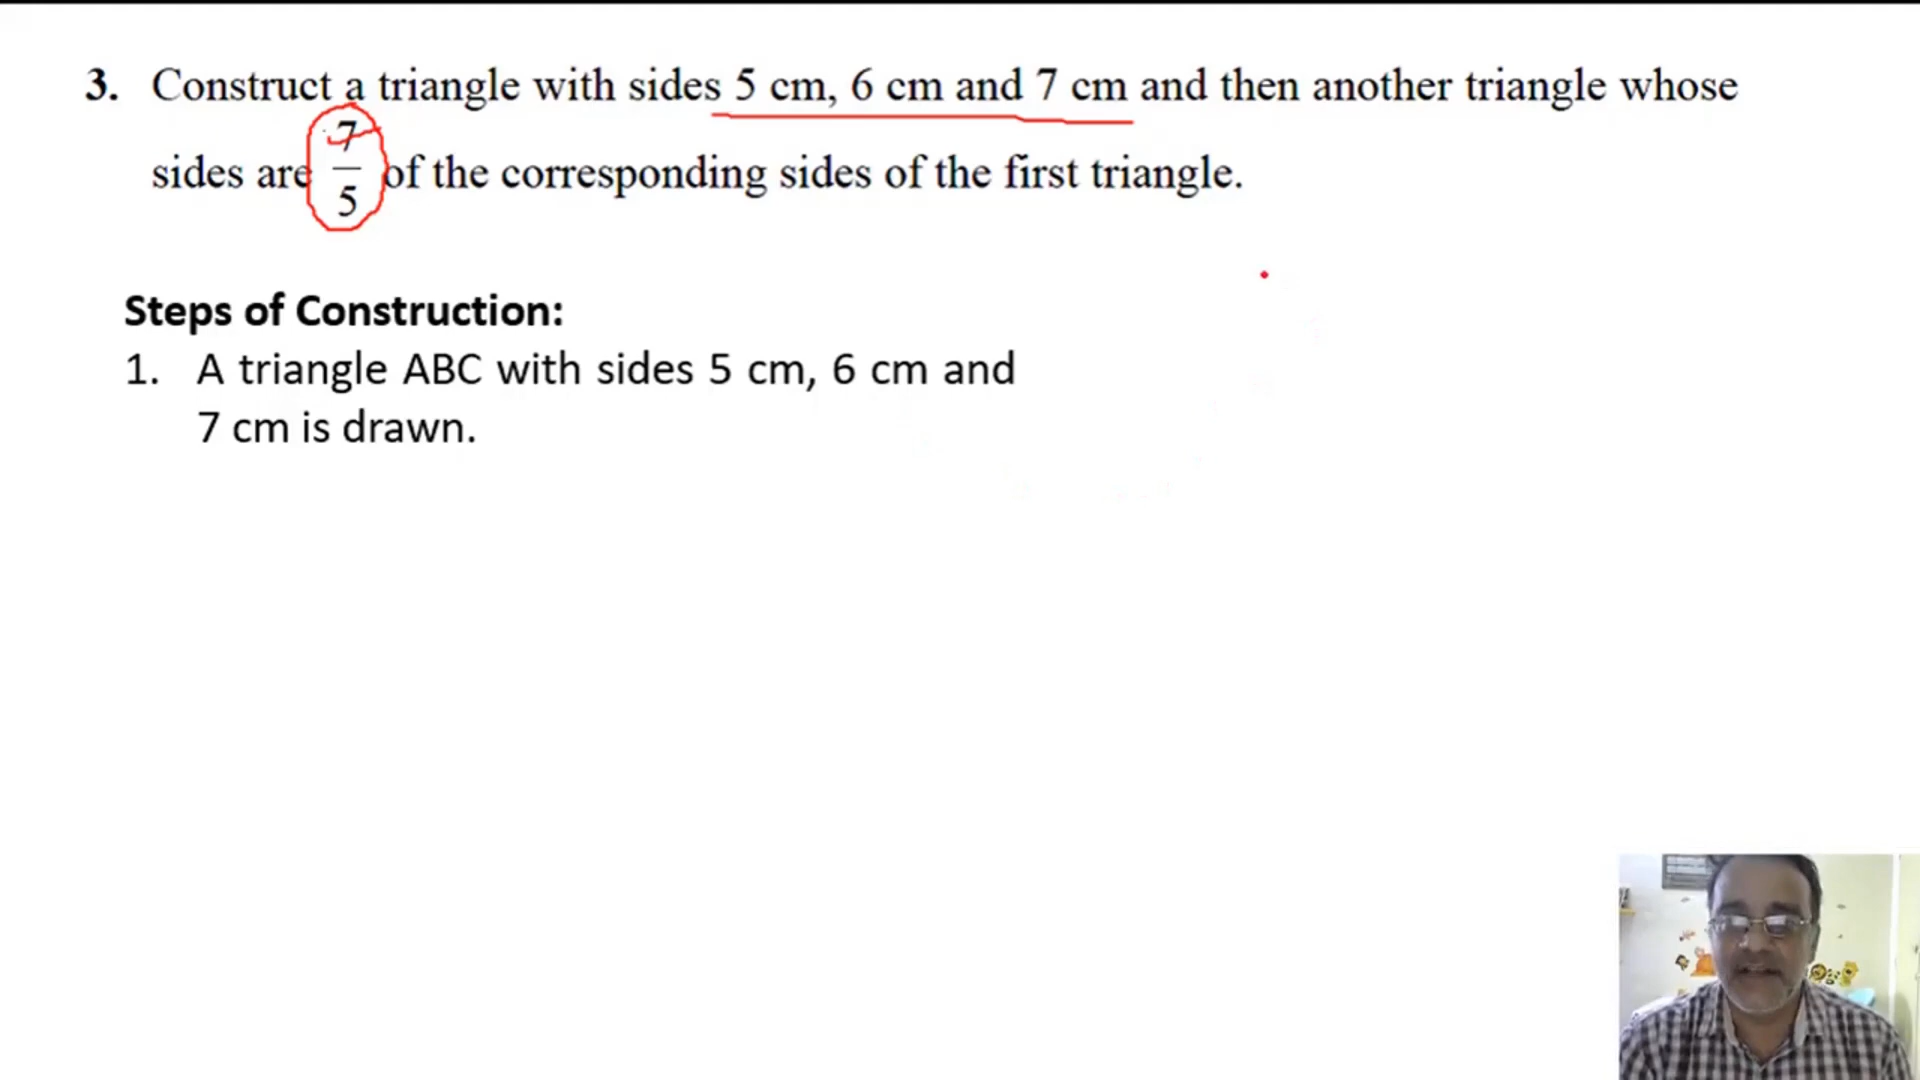 3. Construct a triangle with sides 5 cm, 6 cm and 7 cm and then another triangle whose
sides are 7/5 of the corresponding sides of the first triangle.
Steps of Construction:
1. A triangle ABC with sides 5 cm, 6 cm and
7 cm is drawn.